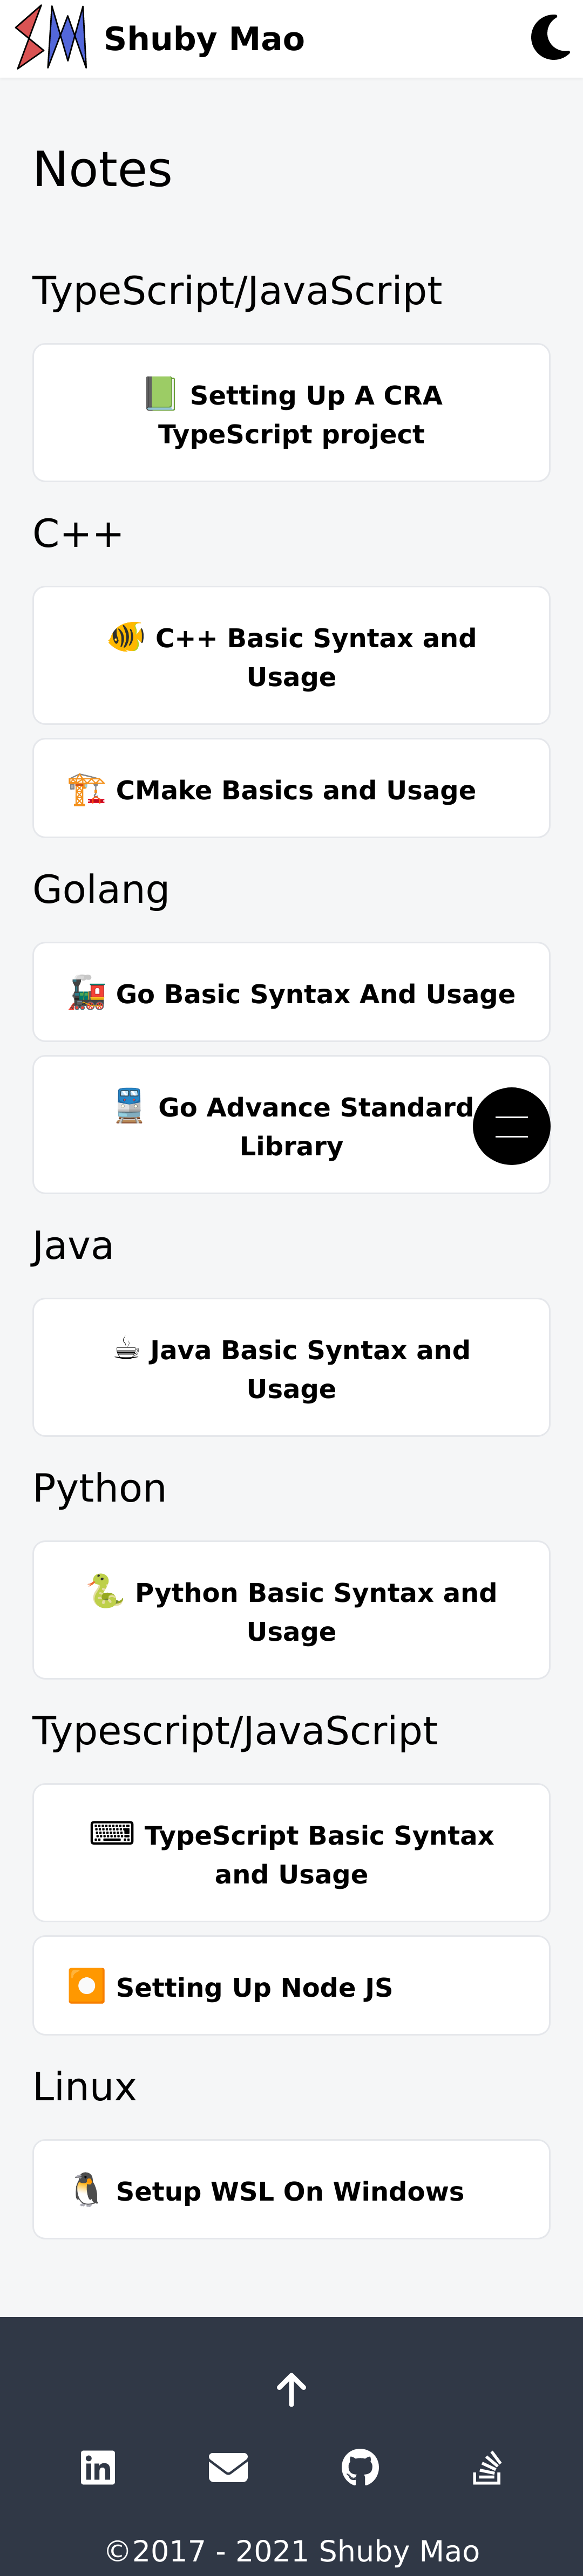 SM Shuby Mao
Notes
TypeScript/JavaScript
📗 Setting Up A CRA
TypeScript project
C++
🐠 C++ Basic Syntax and
Usage
🏗️ CMake Basics and Usage
Golang
🚂 Go Basic Syntax And Usage
🚆 Go Advance Standard
Library
Java
☕ Java Basic Syntax and
Usage
Python
🐍 Python Basic Syntax and
Usage
Typescript/JavaScript
⌨ TypeScript Basic Syntax
and Usage
⏺️ Setting Up Node JS
Linux
🐧 Setup WSL On Windows
in
©2017 - 2021 Shuby Mao